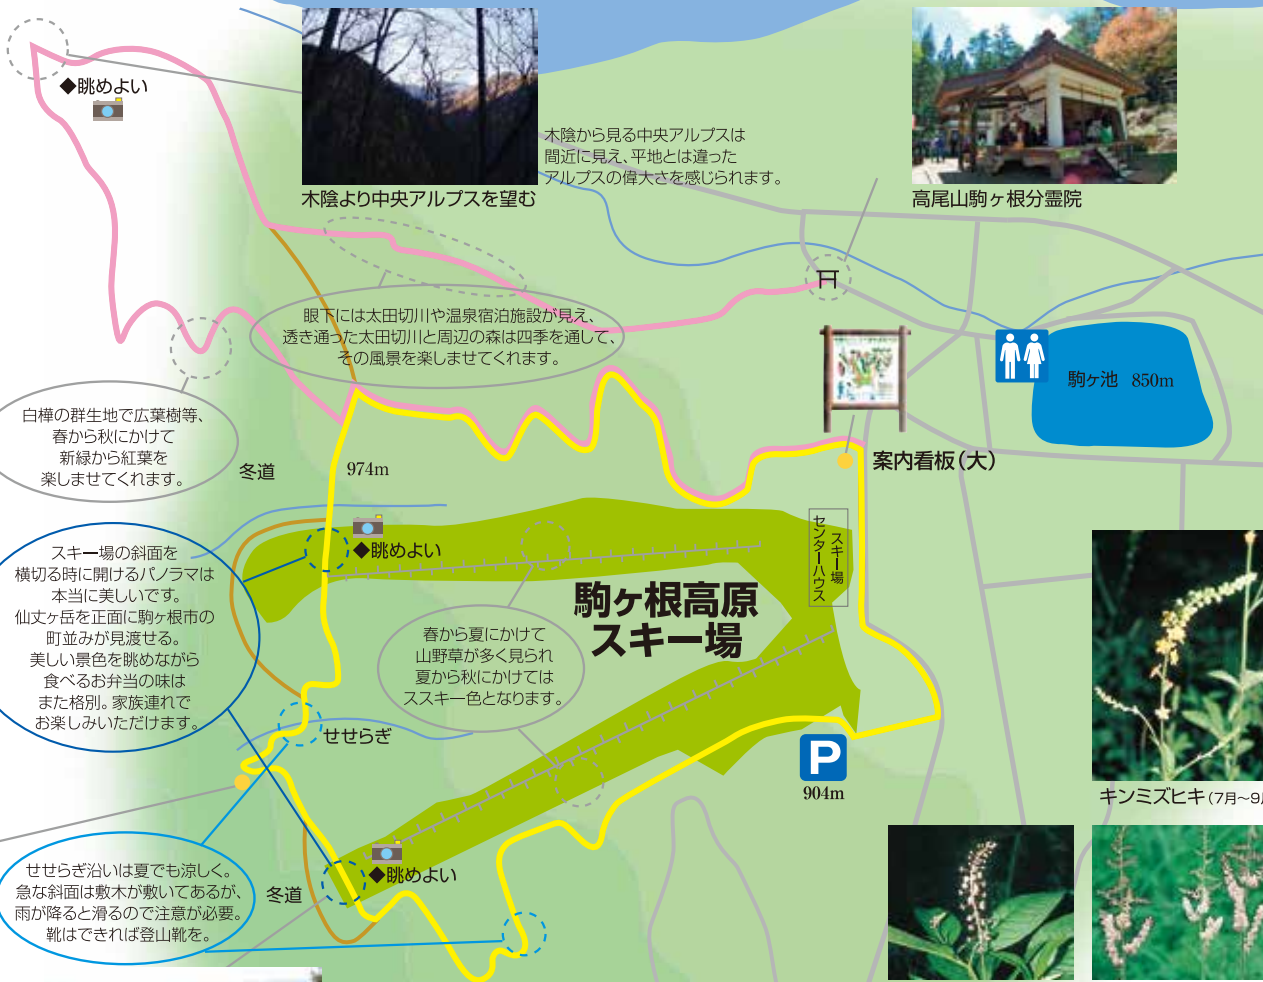 ◆眺めよい
木陰より中央アルプスを望む
木陰から見る中央アルプスは
間近に見え、平地とは違った
アルプスの偉大さを感じられます。
高尾山駒ヶ根分霊院
眼下には太田切川や温泉宿泊施設が見え、
透き通った太田切川と周辺の森は四季を通して、
その風景を楽しませてくれます。
駒ヶ池 850m
白樺の群生地で広葉樹等、
春から秋にかけて
新緑から紅葉を
楽しませてくれます。
冬道
974m
案内看板(大)
スキー場
センターハウス
◆眺めよい
スキー場の斜面を
横切る時に開けるパノラマは
本当に美しいです。
仙丈ヶ岳を正面に駒ヶ根市の
町並みが見渡せる。
美しい景色を眺めながら
食べるお弁当の味は
また格別。家族連れで
お楽しみいただけます。
駒ヶ根高原
スキー場
春から夏にかけて
山野草が多く見られ
夏から秋にかけては
ススキ一色となります。
せせらぎ
P
904m
キンミズヒキ(7月〜9月
せせらぎ沿いは夏でも涼しく。
急な斜面は敷木が敷いてあるが、
雨が降ると滑るので注意が必要。
靴はできれば登山靴を。
冬道
◆眺めよい